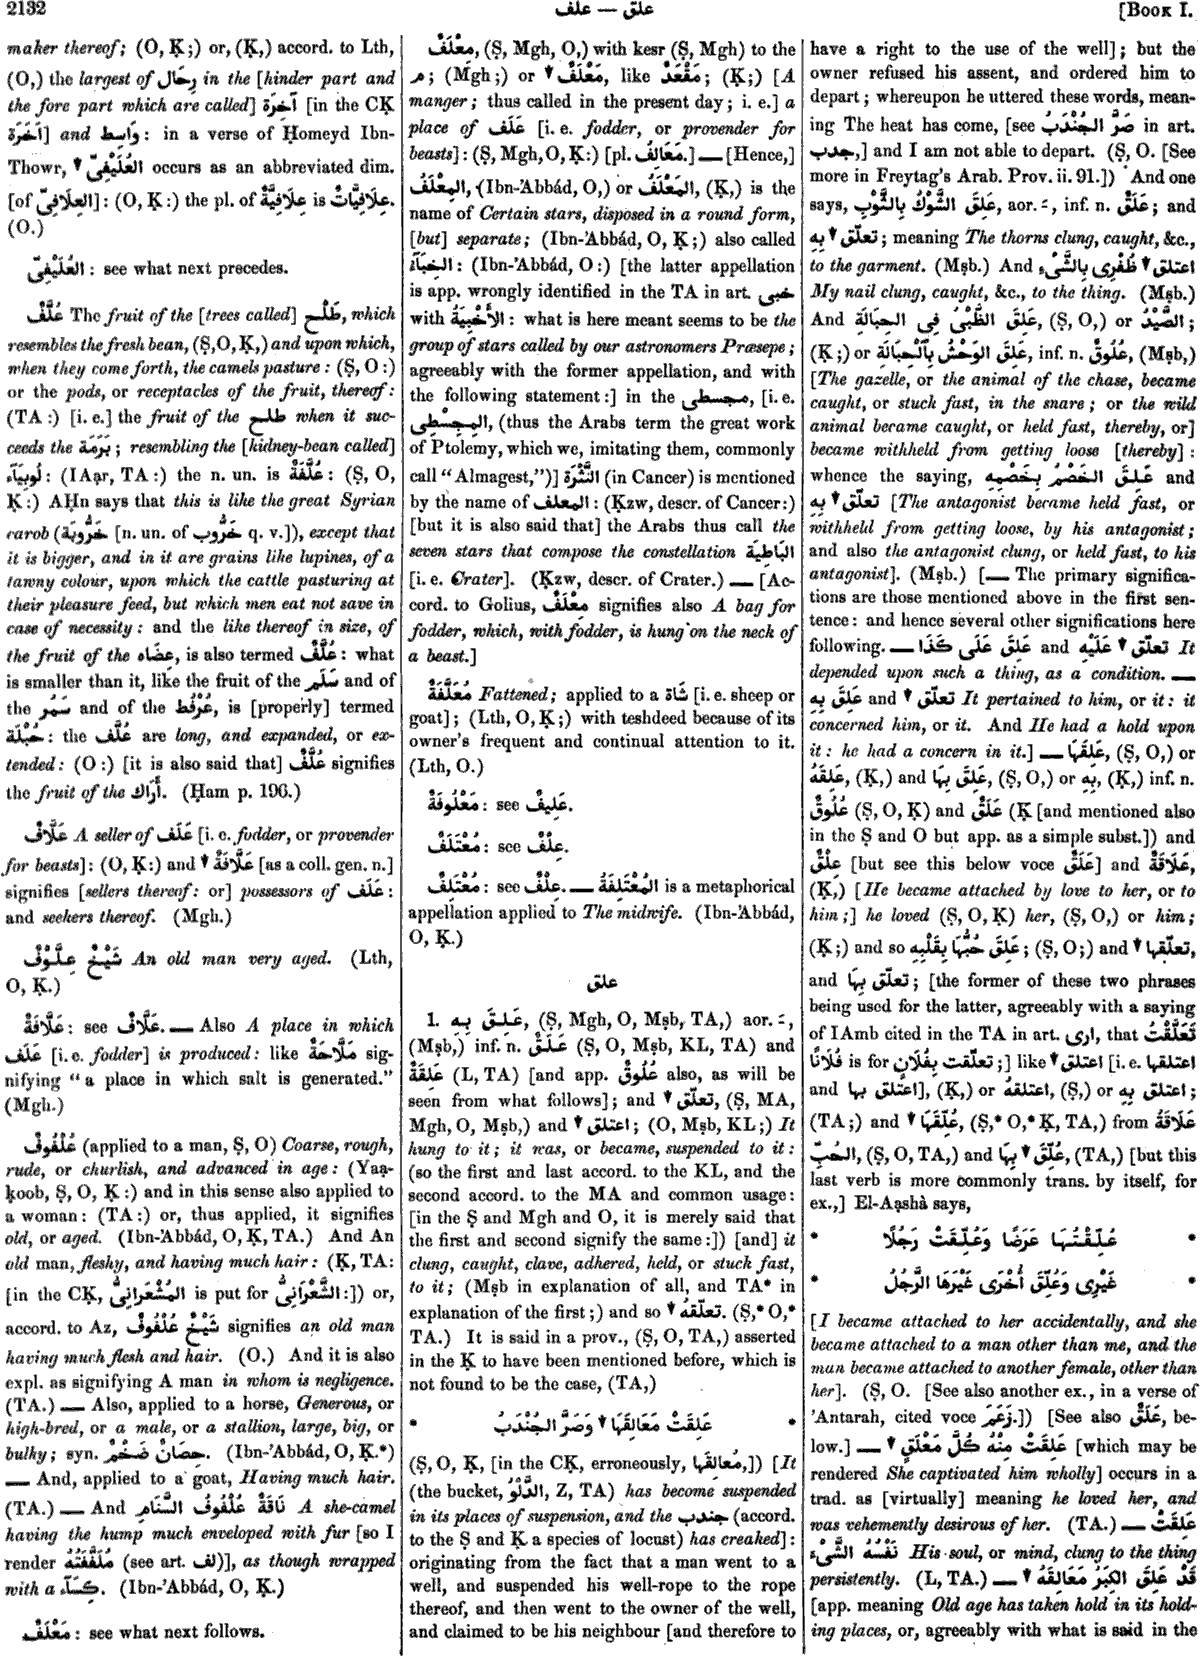 2132
علف — علق
[BOOK I.
maker thereof; (O, Ḳ;) or, (Ḳ,) accord. to Lth,
(O,) the largest of رِحَال in the [hinder part and
the fore part which are called] آخِرَة [in the CḲ
اَخَرَة] and وَاسِط: in a verse of Ḥomeyd Ibn-
Thowr, ▼ العُلَيْفِىّ occurs as an abbreviated dim.
[of العِلَافِىّ]: (O, Ḳ:) the pl. of عِلَافِيَّةٌ is عِلَافِيَّاتٌ.
(O.)
العُلَيْفِىّ: see what next precedes.
عُلَّفٌ The fruit of the [trees called] طَلْح, which
resembles the fresh bean, (Ṣ, O, Ḳ,) and upon which,
when they come forth, the camels pasture: (Ṣ, O:)
or the pods, or receptacles of the fruit, thereof:
(TA:) [i. e.] the fruit of the طلح when it suc-
ceeds the بَرَمَة; resembling the [kidney-bean called]
لُوبِيَآء: (IAạr, TA:) the n. un. is عُلَّفَةٌ: (Ṣ, O,
Ḳ:) AḤn says that this is like the great Syrian
carob (خَرُّوبَة [n. un. of خَرُّوب q. v.]), except that
it is bigger, and in it are grains like lupines, of a
tawny colour, upon which the cattle pasturing at
their pleasure feed, but which men eat not save in
case of necessity: and the like thereof in size, of
the fruit of the عِضَاه, is also termed عُلَّفٌ: what
is smaller than it, like the fruit of the سَلَم and of
the سَمُر and of the عُرْفُط, is [properly] termed
حُبْلَة: the عُلَّف are long, and expanded, or ex-
tended: (O:) [it is also said that] عُلَّفٌ signifies
the fruit of the أَرَاك. (Ḥam p. 196.)
عَلَّافٌ A seller of عَلَف [i. e. fodder, or provender
for beasts]: (O, Ḳ:) and ▼ عَلَّافَةٌ [as a coll. gen. n.]
signifies [sellers thereof: or] possessors of عَلَف:
and seekers thereof. (Mgh.)
شَيْخٌ عِلَّوْفٌ An old man very aged. (Lth,
O, Ḳ.)
عَلَّافَةٌ: see عَلَّافٌ. — Also A place in which
عَلَف [i. e. fodder] is produced: like مَلَّاحَةٌ sig-
nifying “a place in which salt is generated.”
(Mgh.)
عُلْفُوفٌ (applied to a man, Ṣ, O) Coarse, rough,
rude, or churlish, and advanced in age: (Yaạ-
ḳoob, Ṣ, O, Ḳ:) and in this sense also applied to
a woman: (TA:) or, thus applied, it signifies
old, or aged. (Ibn-ʼAbbád, O, Ḳ, TA.) And An
old man, fleshy, and having much hair: (Ḳ, TA:
[in the CḲ, المُشْعَرَانِىُّ is put for الشَّعْرَانِىُّ:]) or,
accord. to Az, شَيْخٌ عُلْفُوفٌ signifies an old man
having much flesh and hair. (O.) And it is also
expl. as signifying A man in whom is negligence.
(TA.) — Also, applied to a horse, Generous, or
high-bred, or a male, or a stallion, large, big, or
bulky; syn. حِصَانٌ ضَخْمٌ. (Ibn-ʼAbbád, O, Ḳ.*)
— And, applied to a goat, Having much hair.
(TA.) — And نَاقَةٌ عُلْفُوفُ السَّنَامِ A she-camel
having the hump much enveloped with fur [so I
render مُلَفَّفَتُهُ (see art. لف)], as though wrapped
with a كِسَآء. (Ibn-ʼAbbád, O, Ḳ.)
مَعْلَفٌ: see what next follows.
مِعْلَفٌ, (Ṣ, Mgh, O,) with kesr (Ṣ, Mgh) to the
م; (Mgh;) or ▼ مَعْلَفٌ, like مَقْعَدٌ; (Ḳ;) [A
manger; thus called in the present day; i. e.] a
place of عَلَف [i. e. fodder, or provender for
beasts]: (Ṣ, Mgh, O, Ḳ:) [pl. مَعَالِفُ.] — [Hence,]
المِعْلَفُ, (Ibn-ʼAbbád, O,) or المَعْلَفُ, (Ḳ,) is the
name of Certain stars, disposed in a round form,
[but] separate; (Ibn-ʼAbbád, O, Ḳ;) also called
الخِبَآءُ: (Ibn-ʼAbbád, O:) [the latter appellation
is app. wrongly identified in the TA in art. خبى
with الأَخْبِيَةُ: what is here meant seems to be the
group of stars called by our astronomers Præsepe;
agreeably with the former appellation, and with
the following statement:] in the مجسطى, [i. e.
المِجِسْطِى, (thus the Arabs term the great work
of Ptolemy, which we, imitating them, commonly
call “Almagest,”)] النَّثْرَة (in Cancer) is mentioned
by the name of المعلف: (Ḳzw, descr. of Cancer:)
[but it is also said that] the Arabs thus call the
seven stars that compose the constellation البَاطِيَة
[i. e. Crater]. (Ḳzw, descr. of Crater.) — [Ac-
cord. to Golius, مِعْلَفٌ signifies also A bag for
fodder, which, with fodder, is hung on the neck of
a beast.]
مُعَلَّفَةٌ Fattened; applied to a شَاة [i. e. sheep or
goat]; (Lth, O, Ḳ;) with teshdeed because of its
owner's frequent and continual attention to it.
(Lth, O.)
مَعْلُوفَةٌ: see عَلِيفٌ.
مُعْتَلَفٌ: see عِلْفٌ.
مُعْتَلِفٌ: see عِلْفٌ. — المُعْتَلِفَةُ is a metaphorical
appellation applied to The midwife. (Ibn-ʼAbbád,
O, Ḳ.)
علق
1. عَلِقَ بِهِ, (Ṣ, Mgh, O, Mṣb, TA,) aor. ـَ,
(Mṣb,) inf. n. عَلَقٌ (Ṣ, O, Mṣb, KL, TA) and
عَلِقَةٌ (L, TA) [and app. عُلُوقٌ also, as will be
seen from what follows]; and ▼ تعلّق, (Ṣ, MA,
Mgh, O, Mṣb,) and ▼ اعتلق; (O, Mṣb, KL;) It
hung to it; it was, or became, suspended to it:
(so the first and last accord. to the KL, and the
second accord. to the MA and common usage:
[in the Ṣ and Mgh and O, it is merely said that
the first and second signify the same:]) [and] it
clung, caught, clave, adhered, held, or stuck fast,
to it; (Mṣb in explanation of all, and TA* in
explanation of the first;) and so ▼ تعلّقهُ. (Ṣ,* O,*
TA.) It is said in a prov., (Ṣ, O, TA,) asserted
in the Ḳ to have been mentioned before, which is
not found to be the case, (TA,)
* عَلِقَتْ مَعَالِقَهَا ▼ وَصَرَّ الجُنْدَبُ *
(Ṣ, O, Ḳ, [in the CḲ, erroneously, مُعالِقَها,]) [It
(the bucket, الدَّلْوُ, Z, TA) has become suspended
in its places of suspension, and the جندب (accord.
to the Ṣ and Ḳ a species of locust) has creaked]:
originating from the fact that a man went to a
well, and suspended his well-rope to the rope
thereof, and then went to the owner of the well,
and claimed to be his neighbour [and therefore to
have a right to the use of the well]; but the
owner refused his assent, and ordered him to
depart; whereupon he uttered these words, mean-
ing The heat has come, [see صَرَّ الجُنْدَبُ in art.
جدب,] and I am not able to depart. (Ṣ, O. [See
more in Freytag's Arab. Prov. ii. 91.]) And one
says, عَلِقَ الشَّوْكُ بِالثَّوْبِ, aor. ـَ, inf. n. عَلَقٌ; and
▼ تعلّق بِهِ; meaning The thorns clung, caught, &c.,
to the garment. (Mṣb.) And ▼ اعتلق ظُفْرِى بِالشَّىْءِ
My nail clung, caught, &c., to the thing. (Mṣb.)
And عَلِقَ الظَّبْىُ فِى الحِبَالَةِ, (Ṣ, O,) or الصَّيْدُ;
(Ḳ;) or عَلِقَ الوَحْشُ بِٱلْحِبَالَةِ, inf. n. عُلُوقٌ, (Mṣb,)
[The gazelle, or the animal of the chase, became
caught, or stuck fast, in the snare; or the wild
animal became caught, or held fast, thereby, or]
became withheld from getting loose [thereby]:
whence the saying, عَلِقَ الخَصْمُ بِخَصْمِهِ and
▼ تعلّق بِهِ [The antagonist became held fast, or
withheld from getting loose, by his antagonist;
and also the antagonist clung, or held fast, to his
antagonist]. (Mṣb.) [— The primary significa-
tions are those mentioned above in the first sen-
tence: and hence several other significations here
following. — عَلِقَ عَلَى كَذَا and ▼ تعلّق عَلَيْهِ It
depended upon such a thing, as a condition. —
عَلِقَ بِهِ and ▼ تعلّق It pertained to him, or it: it
concerned him, or it. And He had a hold upon
it: he had a concern in it.] — عَلِقَهَا, (Ṣ, O,) or
عَلِقَهُ, (Ḳ,) and عَلِقَ بِهَا, (Ṣ, O,) or بِهِ, (Ḳ,) inf. n.
عُلُوقٌ (Ṣ, O, Ḳ) and عَلَقٌ (Ḳ [and mentioned also
in the Ṣ and O but app. as a simple subst.]) and
عِلْقٌ [but see this below voce عَلَقٌ] and عَلَاقَةٌ,
(Ḳ,) [He became attached by love to her, or to
him;] he loved (Ṣ, O, Ḳ) her, (Ṣ, O,) or him;
(Ḳ;) and so عَلِقَ حُبُّهَا بِقَلْبِهِ; (Ṣ, O;) and ▼ تعلّقها,
and تعلّق بِهَا; [the former of these two phrases
being used for the latter, agreeably with a saying
of IAmb cited in the TA in art. ارى, that تَعَلَّقْتُ
فُلَانًا is for تعلّقت بِفُلَانٍ;] like ▼ اعتلق [i. e. اعتلقها
and اعتلق بها], (Ḳ,) or اعتلقهُ, (Ṣ,) or اعتلق بِهِ;
(TA;) and ▼ عُلِّقَهَا, (Ṣ,* O,* Ḳ, TA,) from عَلَاقَةُ
الحُبِّ, (Ṣ, O, TA,) and ▼ عُلِّقَ بِهَا, (TA,) [but this
last verb is more commonly trans. by itself, for
ex.,] El-Aạshà says,
* عُلِّقْتُهَا عَرَضًا وَعُلِّقَتْ رَجُلًا *
* غَيْرِى وَعُلِّقَ أُخْرَى غَيْرَهَا الرَّجُلُ *
[I became attached to her accidentally, and she
became attached to a man other than me, and the
man became attached to another female, other than
her]. (Ṣ, O. [See also another ex., in a verse of
ʼAntarah, cited voce زَعَمَ.]) [See also عَلَقٌ, be-
low.] — ▼ عَلِقَتْ مِنْهُ كُلَّ مَعْلَقٍ [which may be
rendered She captivated him wholly] occurs in a
trad. as [virtually] meaning he loved her, and
was vehemently desirous of her. (TA.) — عَلِقَتْ
نَفْسُهُ الشَّىْءَ His soul, or mind, clung to the thing
persistently. (L, TA.) — ▼ قَدْ عَلِقَ الكِبَرُ مَعَالِقَهُ
[app. meaning Old age has taken hold in its hold-
ing places, or, agreeably with what is said in the